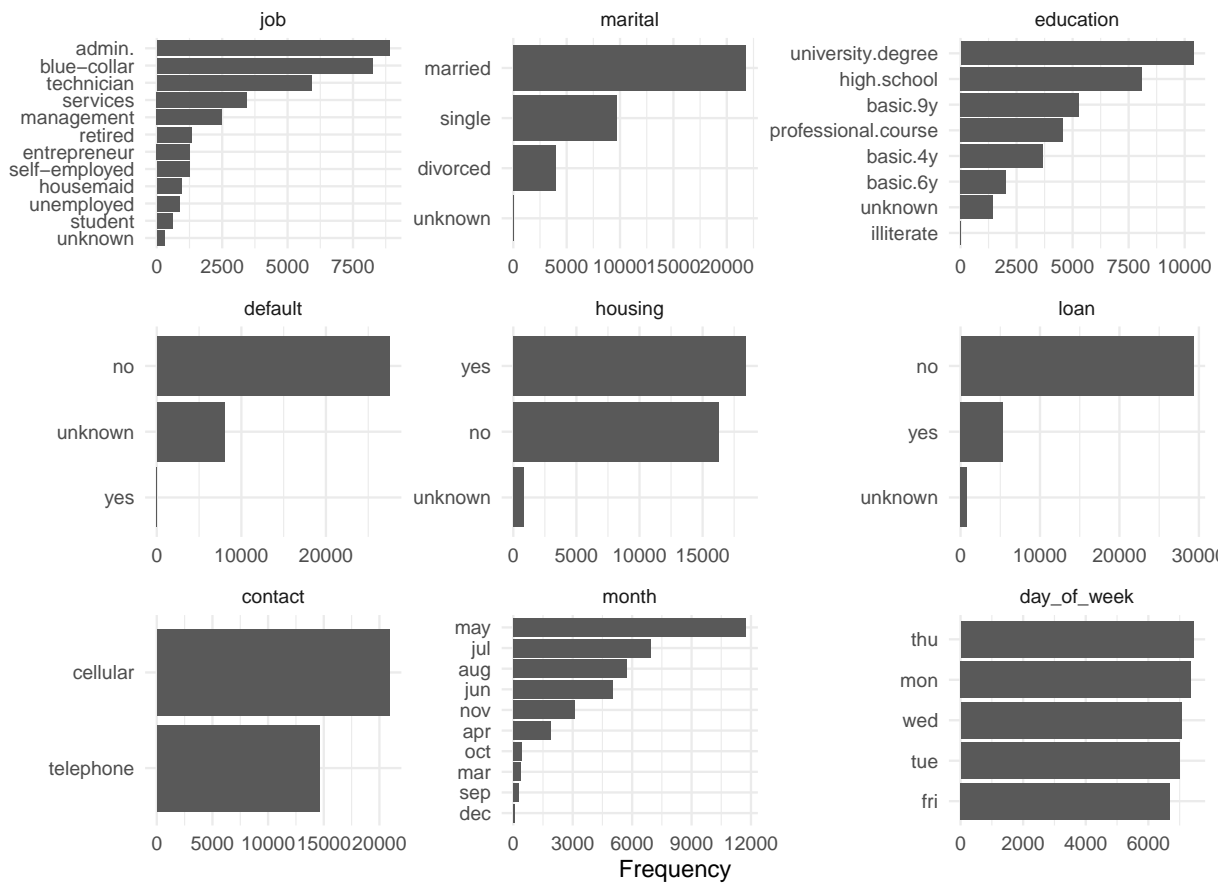 job
admin.
blue−collar
technician
services
management
retired
entrepreneur
self−employed
housemaid
unemployed
student
unknown
0 2500 5000 7500
marital
married
single
divorced
unknown
0 5000 10000 15000 20000
education
university.degree
high.school
basic.9y
professional.course
basic.4y
basic.6y
unknown
illiterate
0 2500 5000 7500 10000
default
no
unknown
yes
0 10000 20000
housing
yes
no
unknown
0 5000 10000 15000
loan
no
yes
unknown
0 10000 20000 30000
contact
cellular
telephone
0 5000 10000 15000 20000
month
may
jul
aug
jun
nov
apr
oct
mar
sep
dec
0 3000 6000 9000 12000
day_of_week
thu
mon
wed
tue
fri
0 2000 4000 6000
Frequency